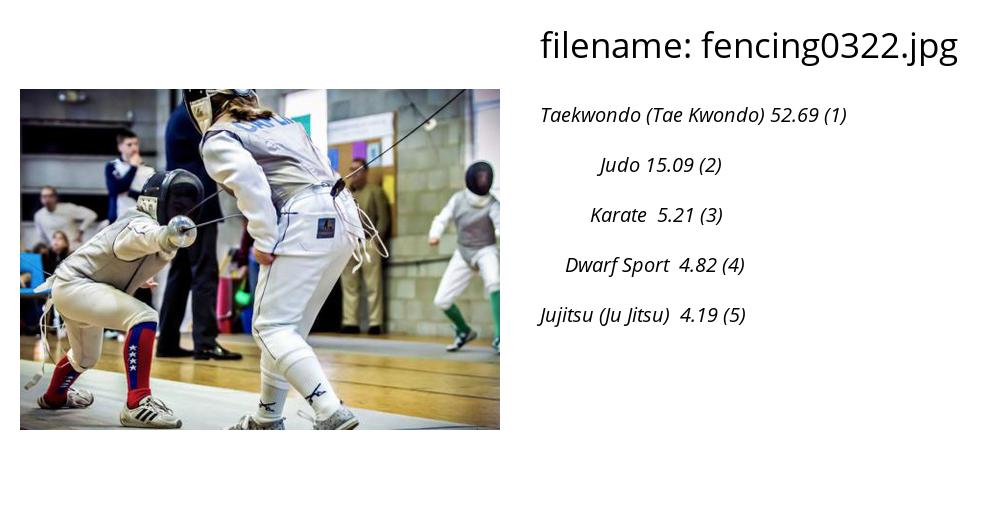 filename: fencing0322.jpg
Taekwondo (Tae Kwondo) 52.69 (1)
Judo 15.09 (2)
Karate 5.21 (3)
Dwarf Sport 4.82 (4)
Jujitsu (Ju Jitsu) 4.19 (5)